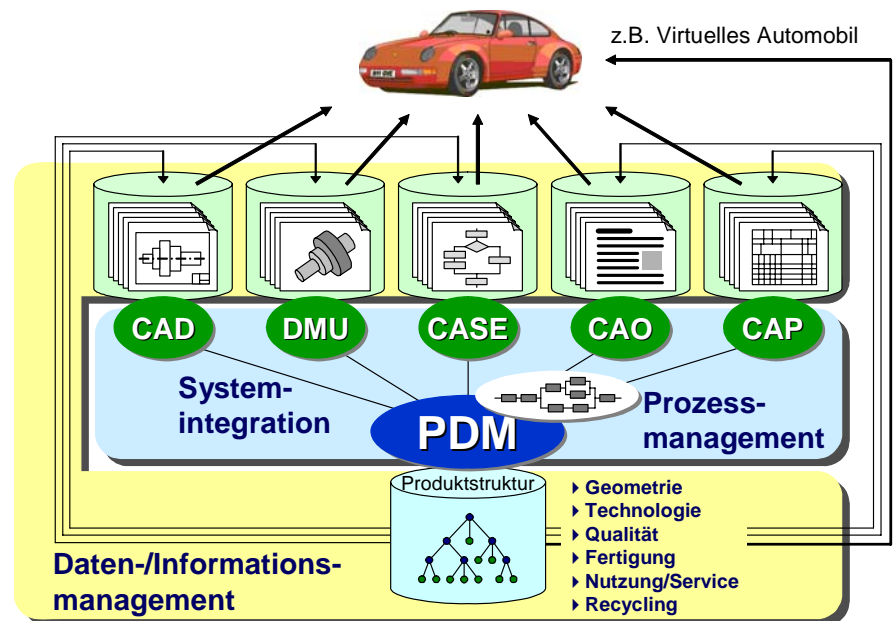 z.B. Virtuelles Automobil
CAD
DMU
CASE
CAO
CAP
System-
integration
Prozess-
management
PDM
Produktstruktur
Geometrie
Technologie
Qualität
Fertigung
Nutzung/Service
Recycling
Daten-/Informations-
management